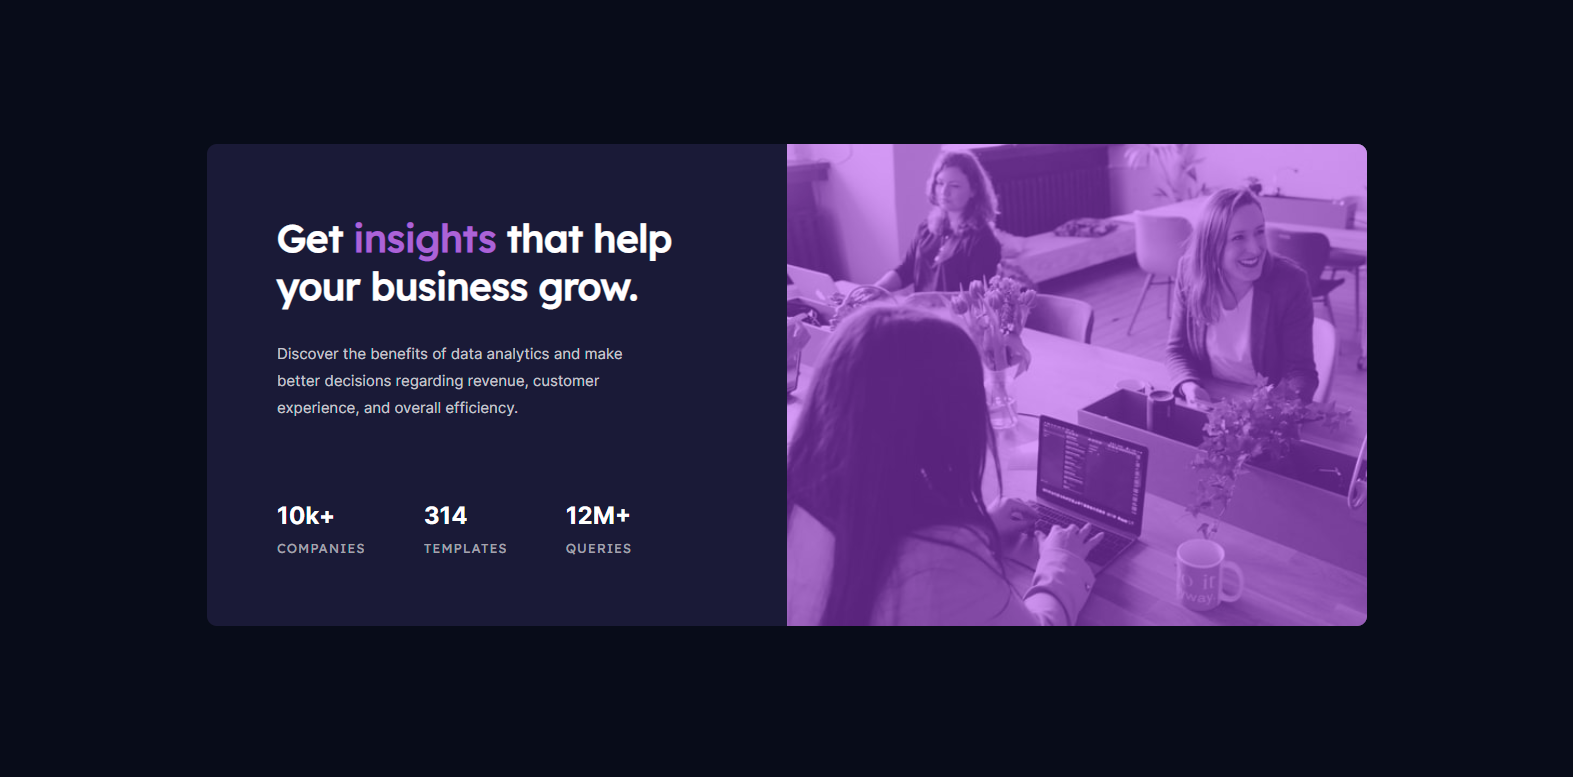 Get insights that help
your business grow.
Discover the benefits of data analytics and make
better decisions regarding revenue, customer
experience, and overall efficiency.
10k+ 314 12M+
COMPANIES TEMPLATES QUERIES